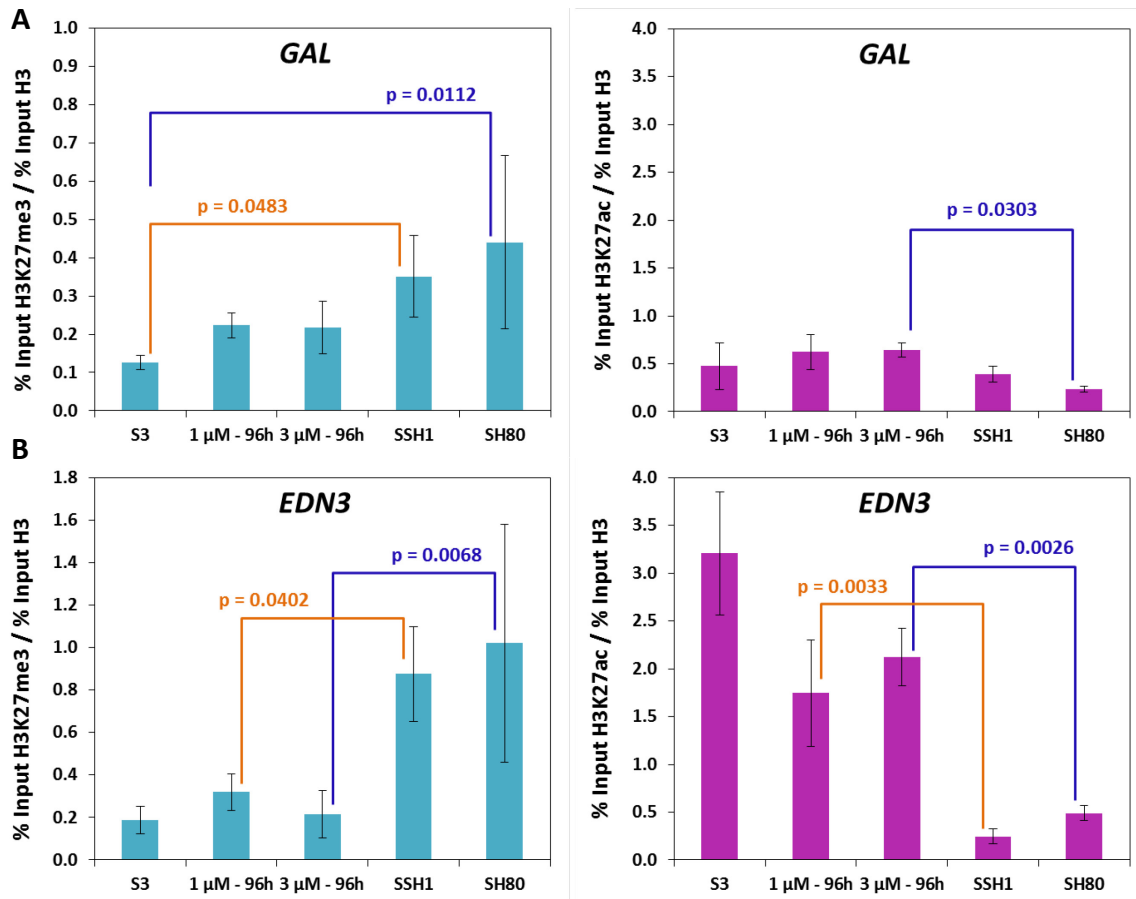 A
GAL
% Input H3K27me3 / % Input H3
1.0
0.9
0.8
0.7
0.6
0.5
0.4
0.3
0.2
0.1
0.0
p = 0.0112
p = 0.0483
S3 1 µM - 96h 3 µM - 96h SSH1 SH80
GAL
% Input H3K27ac / % Input H3
4.0
3.5
3.0
2.5
2.0
1.5
1.0
0.5
0.0
p = 0.0303
S3 1 µM - 96h 3 µM - 96h SSH1 SH80
B
EDN3
% Input H3K27me3 / % Input H3
1.8
1.6
1.4
1.2
1.0
0.8
0.6
0.4
0.2
0.0
p = 0.0068
p = 0.0402
S3 1 µM - 96h 3 µM - 96h SSH1 SH80
EDN3
% Input H3K27ac / % Input H3
4.0
3.5
3.0
2.5
2.0
1.5
1.0
0.5
0.0
p = 0.0026
p = 0.0033
S3 1 µM - 96h 3 µM - 96h SSH1 SH80